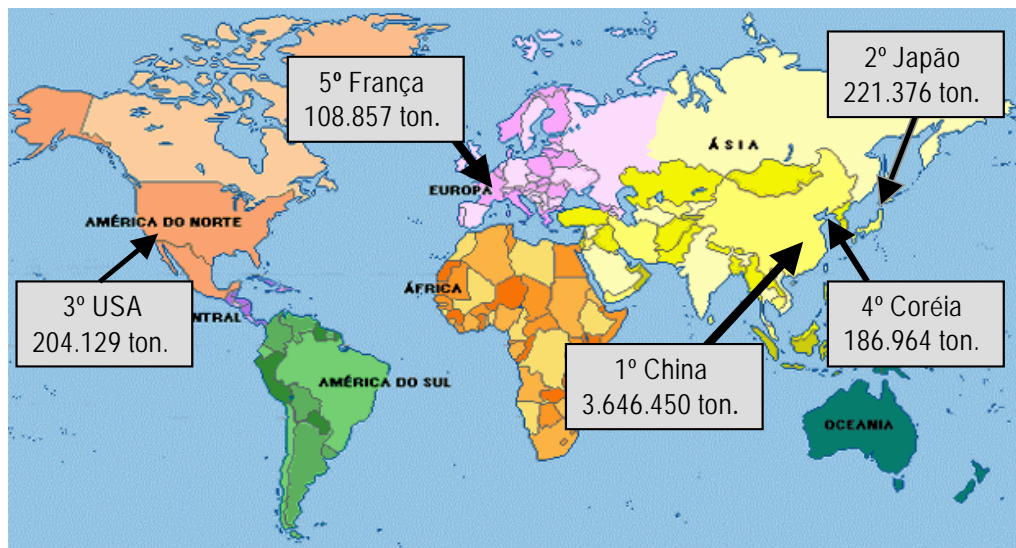 2º Japão
221.376 ton.
5º França
108.857 ton.
ÁSIA
EUROPA
AMÉRICA DO NORTE
ÁFRICA
3º USA
204.129 ton.
NTRAL
4º Coréia
186.964 ton.
1º China
3.646.450 ton.
AMÉRICA DO SUL
OCEANIA